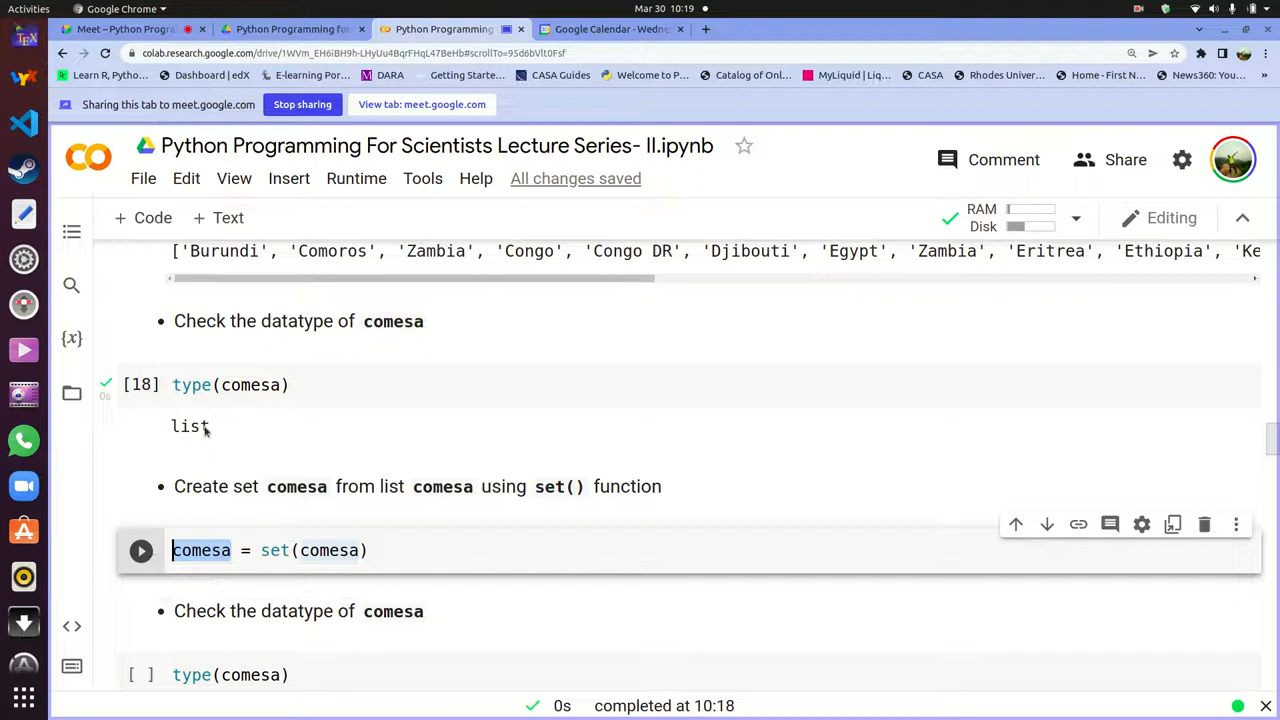 Activities
Google Chrome
Mar 30 10:19
Meet – Python Progra
Python Programming fo
Python Programming
Google Calendar - Wednes
colab.research.google.com/drive/1WVm_EH6iBH9h-LHyUu4BqrFHqL47BeHb#scrollTo=95d6bVlt0Fsf
Learn R, Pytho...
Dashboard | edX
E-learning Por...
DARA
Getting Starte...
CASA Guides
Welcome to P...
Catalog of Onl...
MyLiquid | Liq...
CASA
Rhodes Univer...
Home - First N...
News360: You...
»
Sharing this tab to meet.google.com
Stop sharing
View tab: meet.google.com
Python Programming For Scientists Lecture Series- II.ipynb
Comment
Share
File Edit View Insert Runtime Tools Help All changes saved
+ Code + Text
RAM
Disk
Editing
['Burundi', 'Comoros', 'Zambia', 'Congo', 'Congo DR', 'Djibouti', 'Egypt', 'Zambia', 'Eritrea', 'Ethiopia', 'Ke
• Check the datatype of comesa
[18] type(comesa)
0s
list
• Create set comesa from list comesa using set() function
comesa = set(comesa)
• Check the datatype of comesa
[ ] type(comesa)
0s completed at 10:18